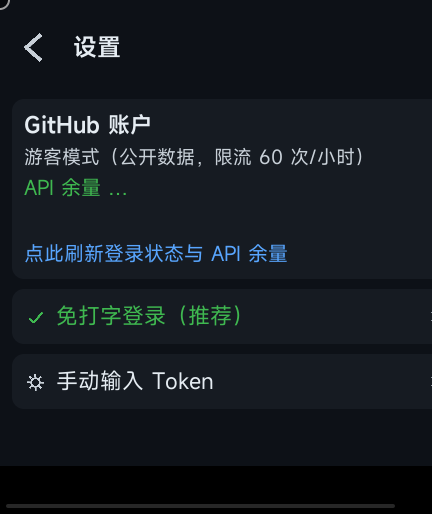 设置
GitHub 账户
游客模式（公开数据，限流 60 次/小时）
API 余量 ...
点此刷新登录状态与 API 余量
免打字登录（推荐）
手动输入 Token